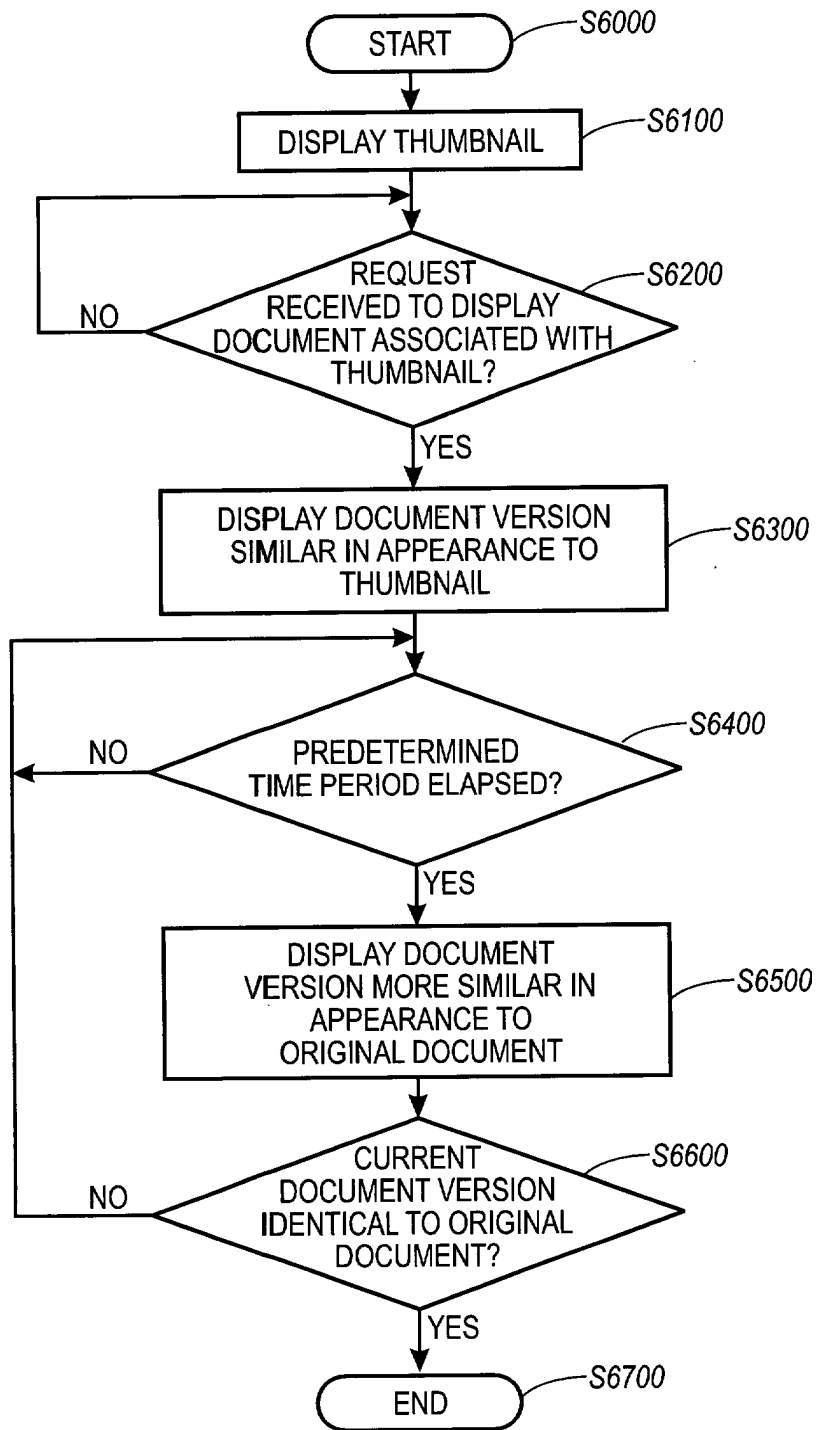 START
S6000
DISPLAY THUMBNAIL
S6100
REQUEST
RECEIVED TO DISPLAY
DOCUMENT ASSOCIATED WITH
THUMBNAIL?
S6200
NO
YES
DISPLAY DOCUMENT VERSION
SIMILAR IN APPEARANCE TO
THUMBNAIL
S6300
PREDETERMINED
TIME PERIOD ELAPSED?
S6400
NO
YES
DISPLAY DOCUMENT
VERSION MORE SIMILAR IN
APPEARANCE TO
ORIGINAL DOCUMENT
S6500
CURRENT
DOCUMENT VERSION
IDENTICAL TO ORIGINAL
DOCUMENT?
S6600
NO
YES
END
S6700